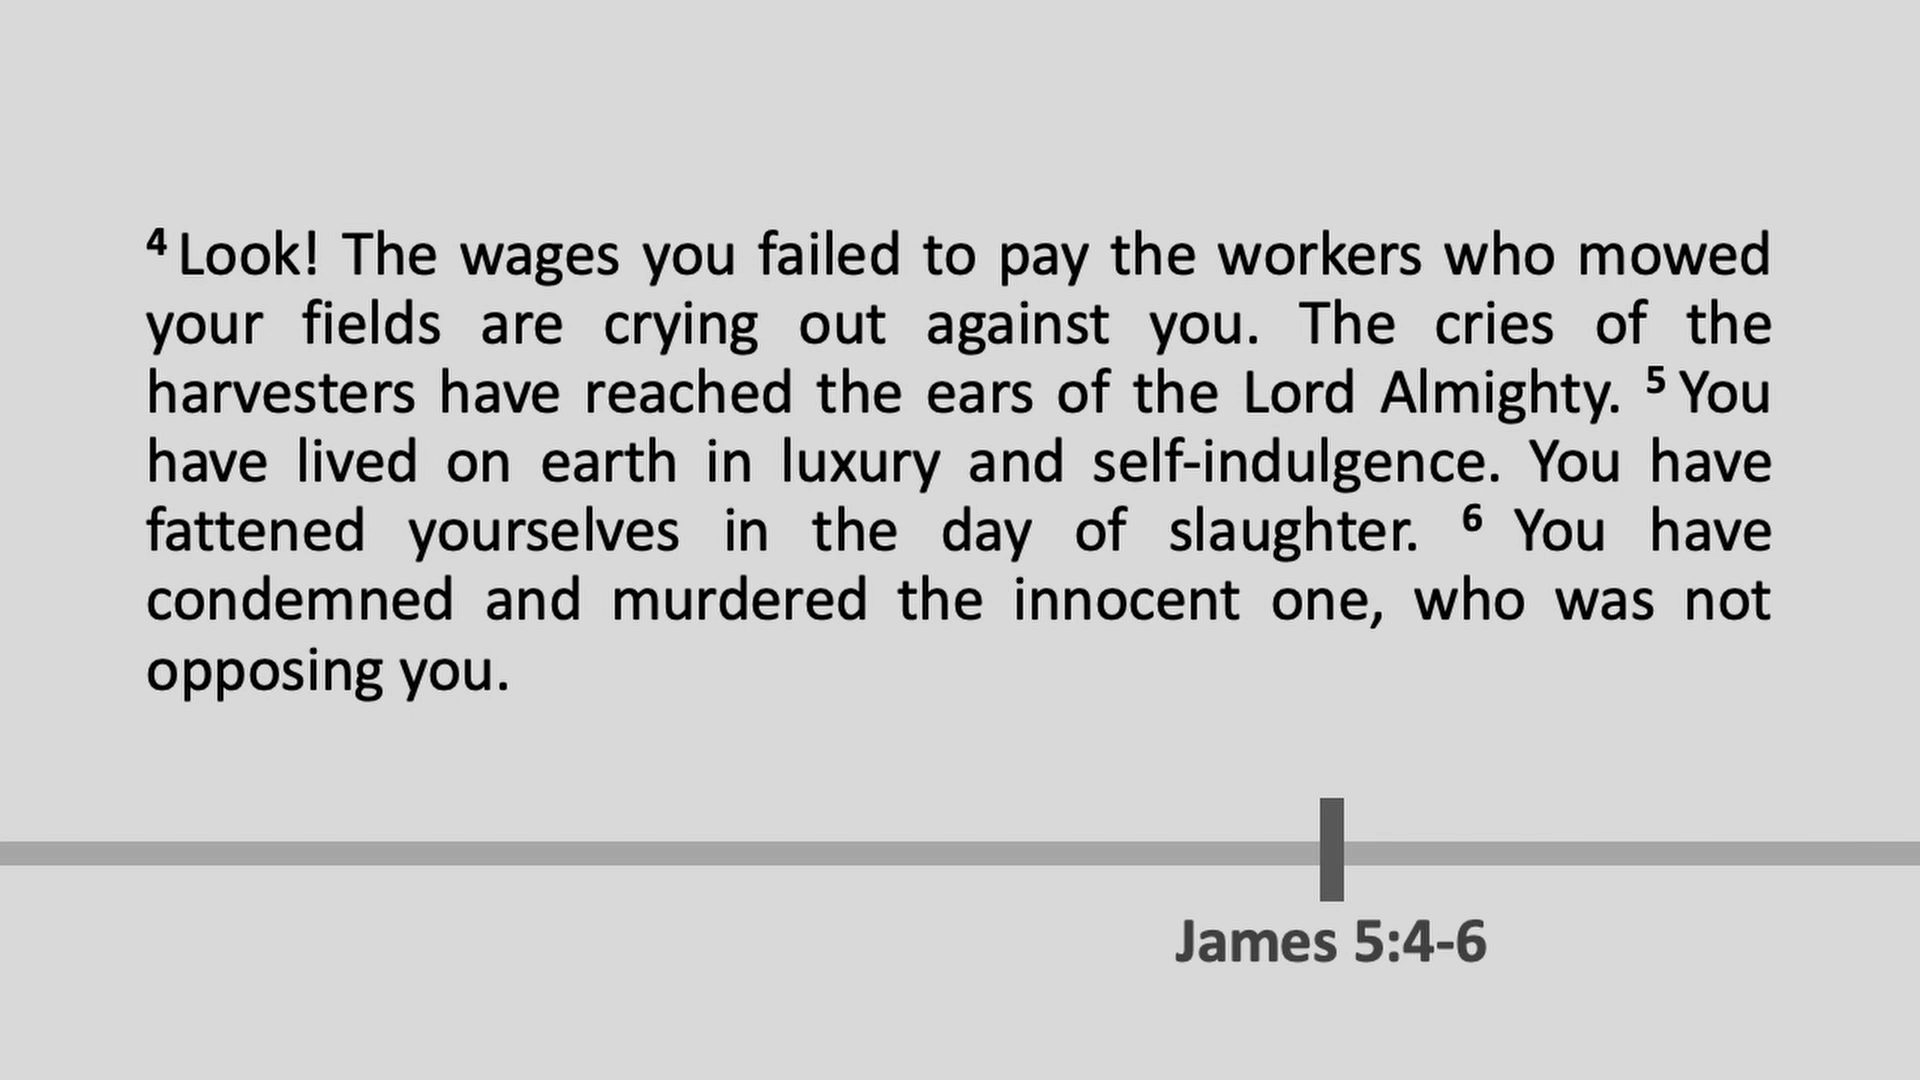 ⁴ Look! The wages you failed to pay the workers who mowed
your fields are crying out against you. The cries of the
harvesters have reached the ears of the Lord Almighty. ⁵ You
have lived on earth in luxury and self-indulgence. You have
fattened yourselves in the day of slaughter. ⁶ You have
condemned and murdered the innocent one, who was not
opposing you.
James 5:4-6